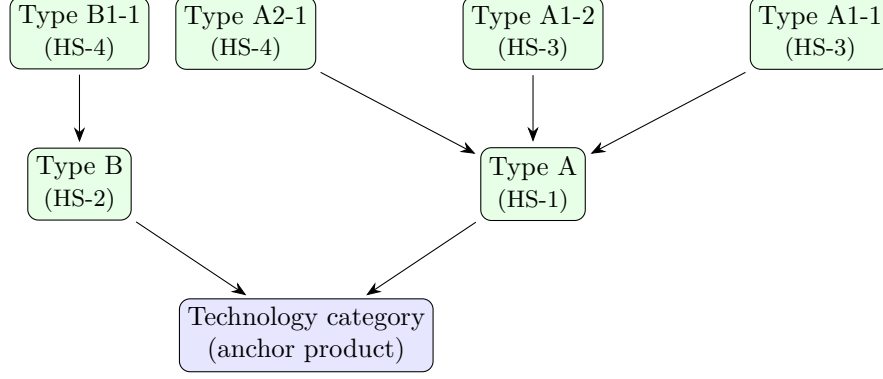 Type B1-1
(HS-4)
Type A2-1
(HS-4)
Type A1-2
(HS-3)
Type A1-1
(HS-3)
Type B
(HS-2)
Type A
(HS-1)
Technology category
(anchor product)